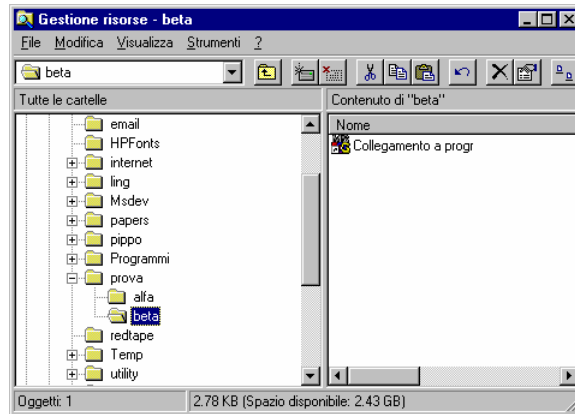 Gestione risorse - beta
File Modifica Visualizza Strumenti ?
beta
Tutte le cartelle
Contenuto di "beta"
Nome
Collegamento a progr
email
HPFonts
internet
ling
Msdev
papers
pippo
Programmi
prova
alfa
beta
redtape
Temp
utility
Oggetti: 1
2.78 KB (Spazio disponibile: 2.43 GB)